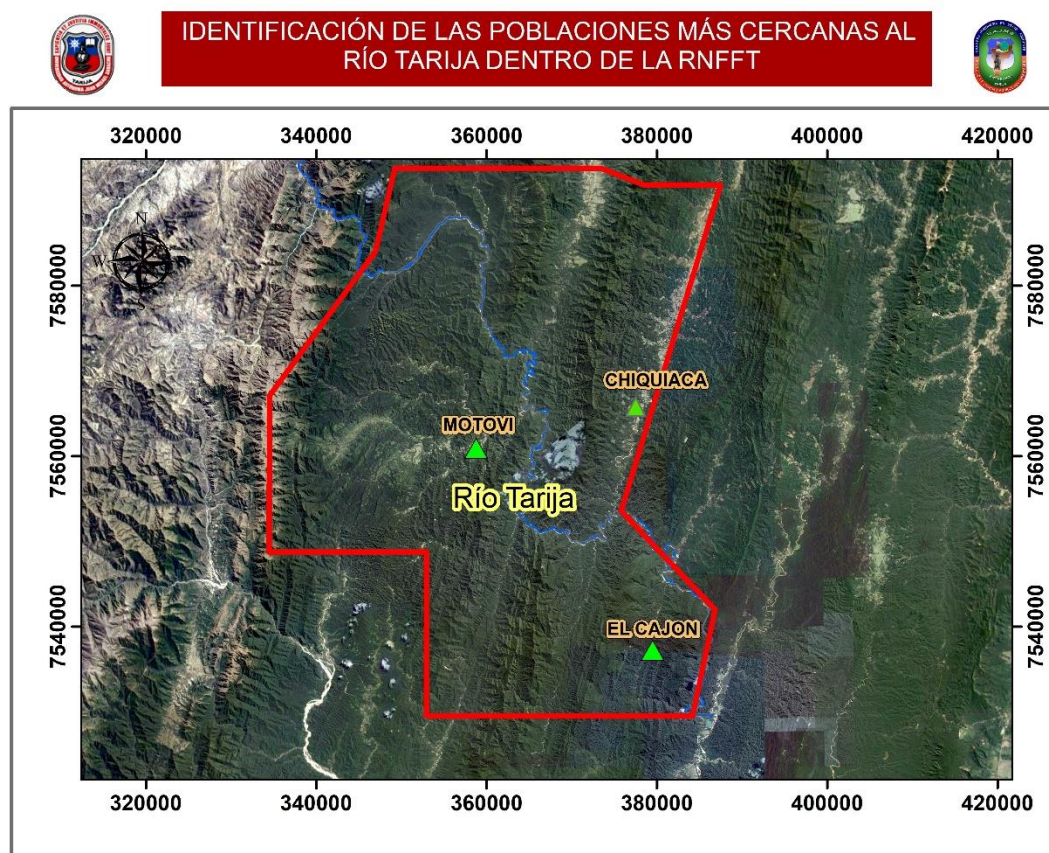 IDENTIFICACIÓN DE LAS POBLACIONES MÁS CERCANAS AL
RÍO TARIJA DENTRO DE LA RNFFT
TARIJA
320000 340000 360000 380000 400000 420000
N
W
7580000 7580000
CHIQUIACA
MOTOVI
7560000 7560000
Río Tarija
EL CAJON
7540000 7540000
320000 340000 360000 380000 400000 420000